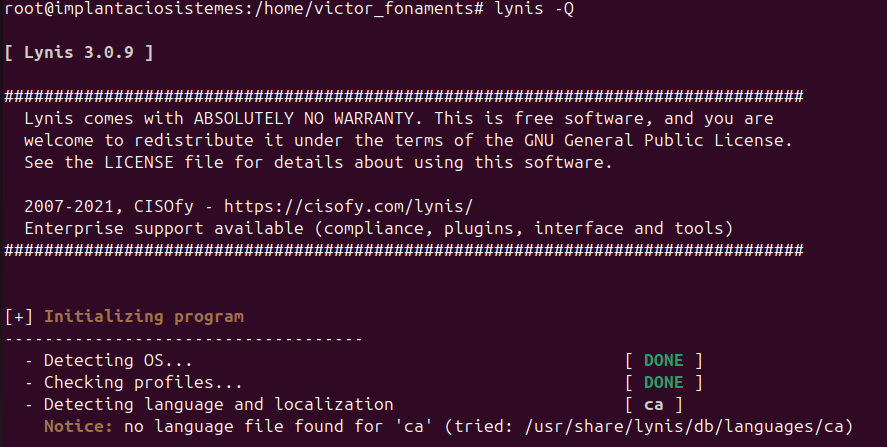 root@implantaciosistemes:/home/victor_fonaments# lynis -Q
[ Lynis 3.0.9 ]
################################################################################
Lynis comes with ABSOLUTELY NO WARRANTY. This is free software, and you are
welcome to redistribute it under the terms of the GNU General Public License.
See the LICENSE file for details about using this software.
2007-2021, CISOfy - https://cisofy.com/lynis/
Enterprise support available (compliance, plugins, interface and tools)
################################################################################
[+] Initializing program
------------------------------------
- Detecting OS... [ DONE ]
- Checking profiles... [ DONE ]
- Detecting language and localization [ ca ]
Notice: no language file found for 'ca' (tried: /usr/share/lynis/db/languages/ca)